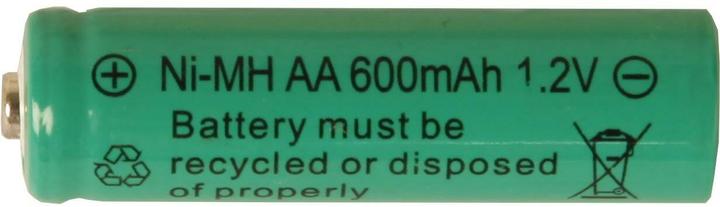 ⊕ Ni-MH AA 600mAh 1.2V ⊖
Battery must be
recycled or disposed
of properly